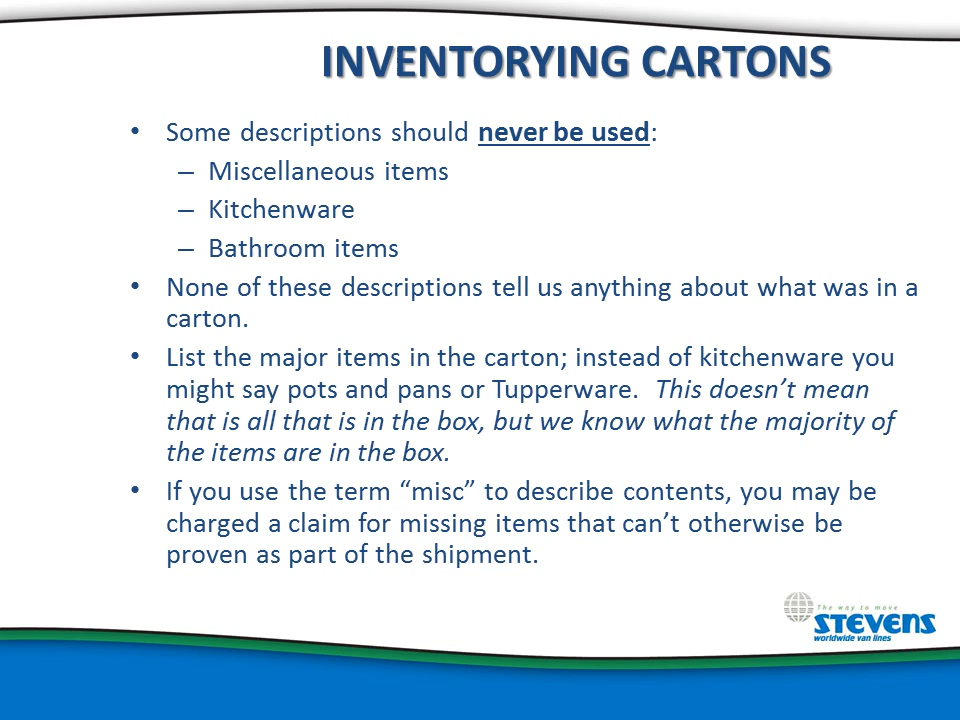 INVENTORYING CARTONS
• Some descriptions should never be used:
– Miscellaneous items
– Kitchenware
– Bathroom items
• None of these descriptions tell us anything about what was in a
carton.
• List the major items in the carton; instead of kitchenware you
might say pots and pans or Tupperware. This doesn’t mean
that is all that is in the box, but we know what the majority of
the items are in the box.
• If you use the term “misc” to describe contents, you may be
charged a claim for missing items that can’t otherwise be
proven as part of the shipment.
The way to move
STEVENS
worldwide van lines